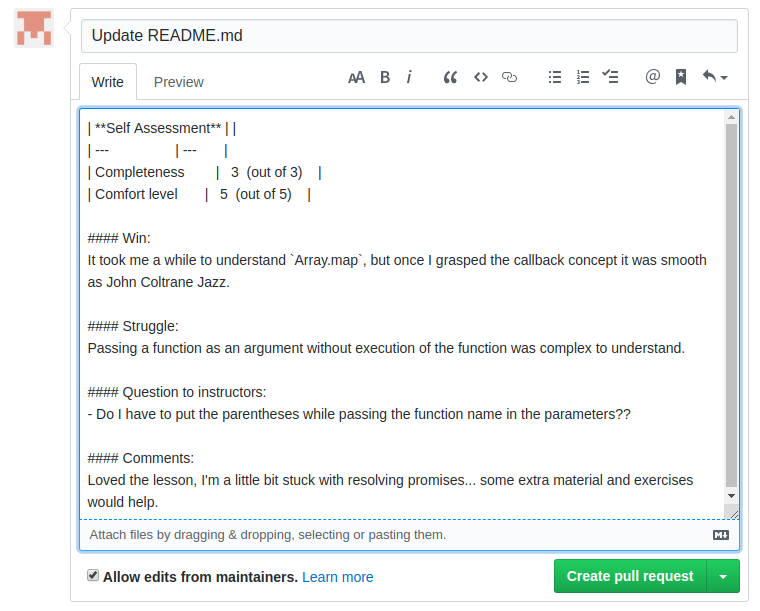 Update README.md
Write Preview
| **Self Assessment** | |
| --- | --- |
| Completeness | 3 (out of 3) |
| Comfort level | 5 (out of 5) |
#### Win:
It took me a while to understand `Array.map`, but once I grasped the callback concept it was smooth
as John Coltrane Jazz.
#### Struggle:
Passing a function as an argument without execution of the function was complex to understand.
#### Question to instructors:
- Do I have to put the parentheses while passing the function name in the parameters??
#### Comments:
Loved the lesson, I'm a little bit stuck with resolving promises... some extra material and exercises
would help.
Attach files by dragging & dropping, selecting or pasting them.
Allow edits from maintainers. Learn more
Create pull request